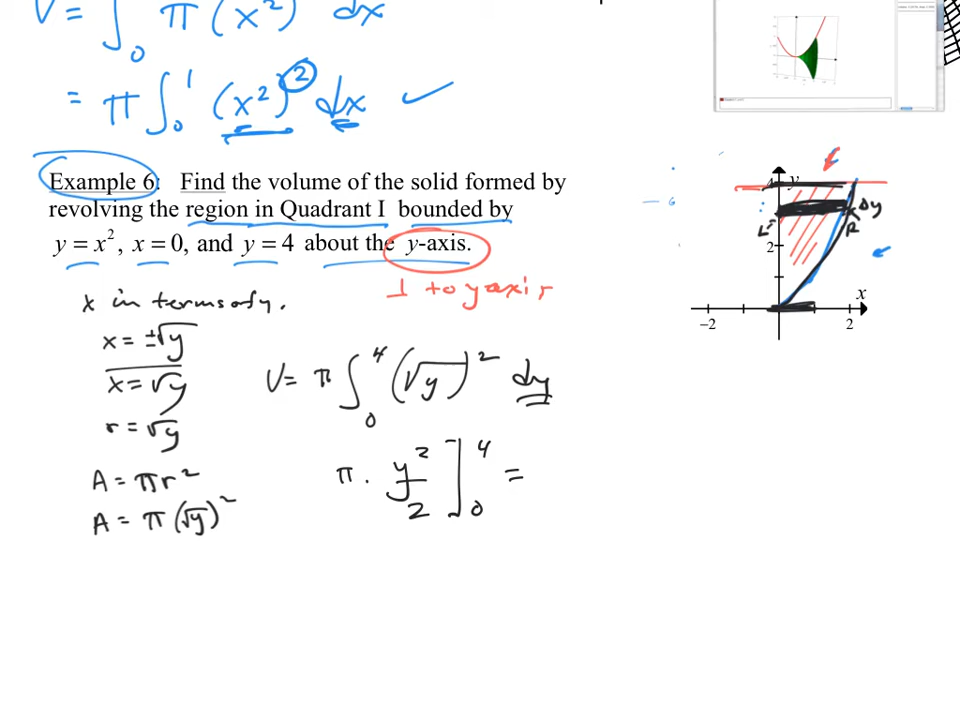 V = ∫₀ π (x²) dx
= π ∫₀¹ (x²)² dx ✓
Example 6: Find the volume of the solid formed by
revolving the region in Quadrant I bounded by
y = x², x = 0, and y = 4 about the y-axis.
⊥ to y axis
x in terms of y.
x = ±√y
x = √y
r = √y
A = πr²
A = π(√y)²
V = π ∫₀⁴ (√y)² dy
π · y²/2 ]₀⁴ =
4 y
Δy
L R
2
x
−2 2